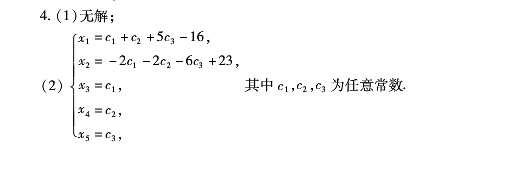 4. (1)无解；
x₁ = c₁ + c₂ + 5c₃ - 16，
x₂ = -2c₁ - 2c₂ - 6c₃ + 23，
(2) x₃ = c₁， 其中 c₁,c₂,c₃ 为任意常数.
x₄ = c₂，
x₅ = c₃，